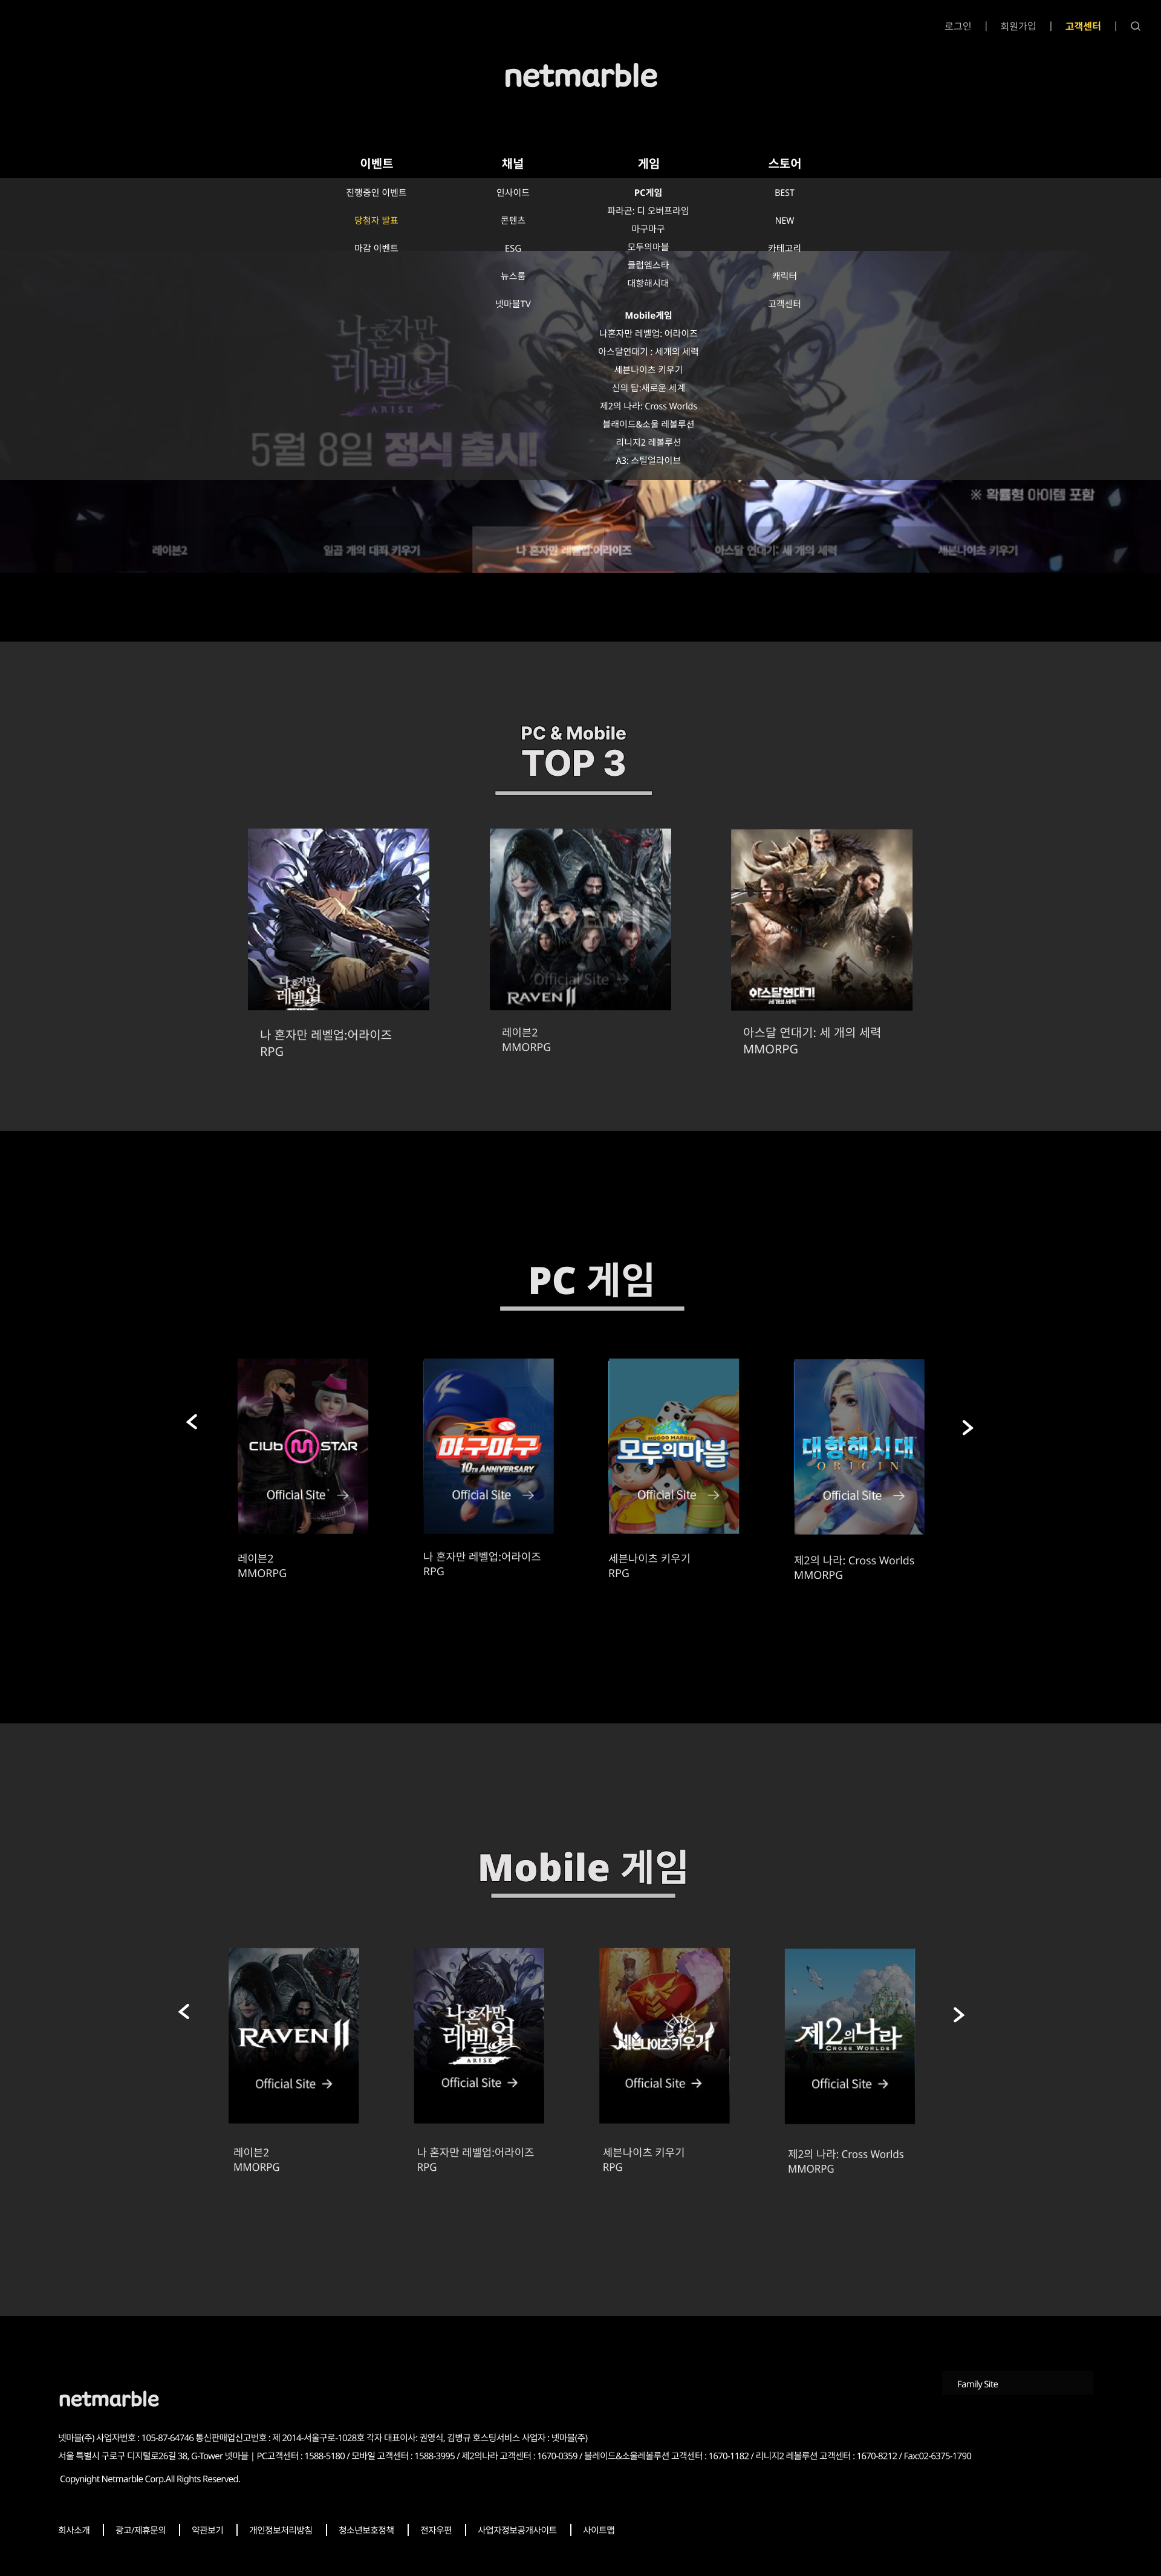 로그인 | 회원가입 | 고객센터 |
netmarble
이벤트 채널 게임 스토어
진행중인 이벤트
당첨자 발표
마감 이벤트
인사이드
콘텐츠
ESG
뉴스룸
넷마블TV
PC게임
파라곤: 디 오버프라임
마구마구
모두의마블
클럽엠스타
대항해시대
Mobile게임
나혼자만 레벨업: 어라이즈
아스달연대기 : 세개의 세력
세븐나이츠 키우기
신의 탑:새로운 세계
제2의 나라: Cross Worlds
블래이드&소울 레볼루션
리니지2 레볼루션
A3: 스틸얼라이브
BEST
NEW
카테고리
캐릭터
고객센터
나 혼자만
레벨업
ARISE
5월 8일 정식 출시!
※ 확률형 아이템 포함
레이븐2 일곱 개의 대죄 키우기 나 혼자만 레벨업:어라이즈 아스달 연대기: 세 개의 세력 세븐나이츠 키우기
PC & Mobile
TOP 3
나 혼자만
레벨업
Official Site →
RAVEN II
아스달연대기
세 개의 세력
나 혼자만 레벨업:어라이즈
RPG
레이븐2
MMORPG
아스달 연대기: 세 개의 세력
MMORPG
PC 게임
CLUB M STAR
Official Site →
마구마구
10TH ANNIVERSARY
Official Site →
MODOO MARBLE
모두의마블
Official Site →
대항해시대
ORIGIN
Official Site →
레이븐2
MMORPG
나 혼자만 레벨업:어라이즈
RPG
세븐나이츠 키우기
RPG
제2의 나라: Cross Worlds
MMORPG
Mobile 게임
RAVEN II
Official Site →
나 혼자만
레벨업
ARISE
Official Site →
세븐나이츠키우기
Official Site →
제2의나라
CROSS WORLDS
Official Site →
레이븐2
MMORPG
나 혼자만 레벨업:어라이즈
RPG
세븐나이츠 키우기
RPG
제2의 나라: Cross Worlds
MMORPG
Family Site
netmarble
넷마블(주) 사업자번호 : 105-87-64746 통신판매업신고번호 : 제 2014-서울구로-1028호 각자 대표이사: 권영식, 김병규 호스팅서비스 사업자 : 넷마블(주)
서울 특별시 구로구 디지털로26길 38, G-Tower 넷마블 | PC고객센터 : 1588-5180 / 모바일 고객센터 : 1588-3995 / 제2의나라 고객센터 : 1670-0359 / 블레이드&소울레볼루션 고객센터 : 1670-1182 / 리니지2 레볼루션 고객센터 : 1670-8212 / Fax:02-6375-1790
Copynight Netmarble Corp.All Rights Reserved.
회사소개 | 광고/제휴문의 | 약관보기 | 개인정보처리방침 | 청소년보호정책 | 전자우편 | 사업자정보공개사이트 | 사이트맵